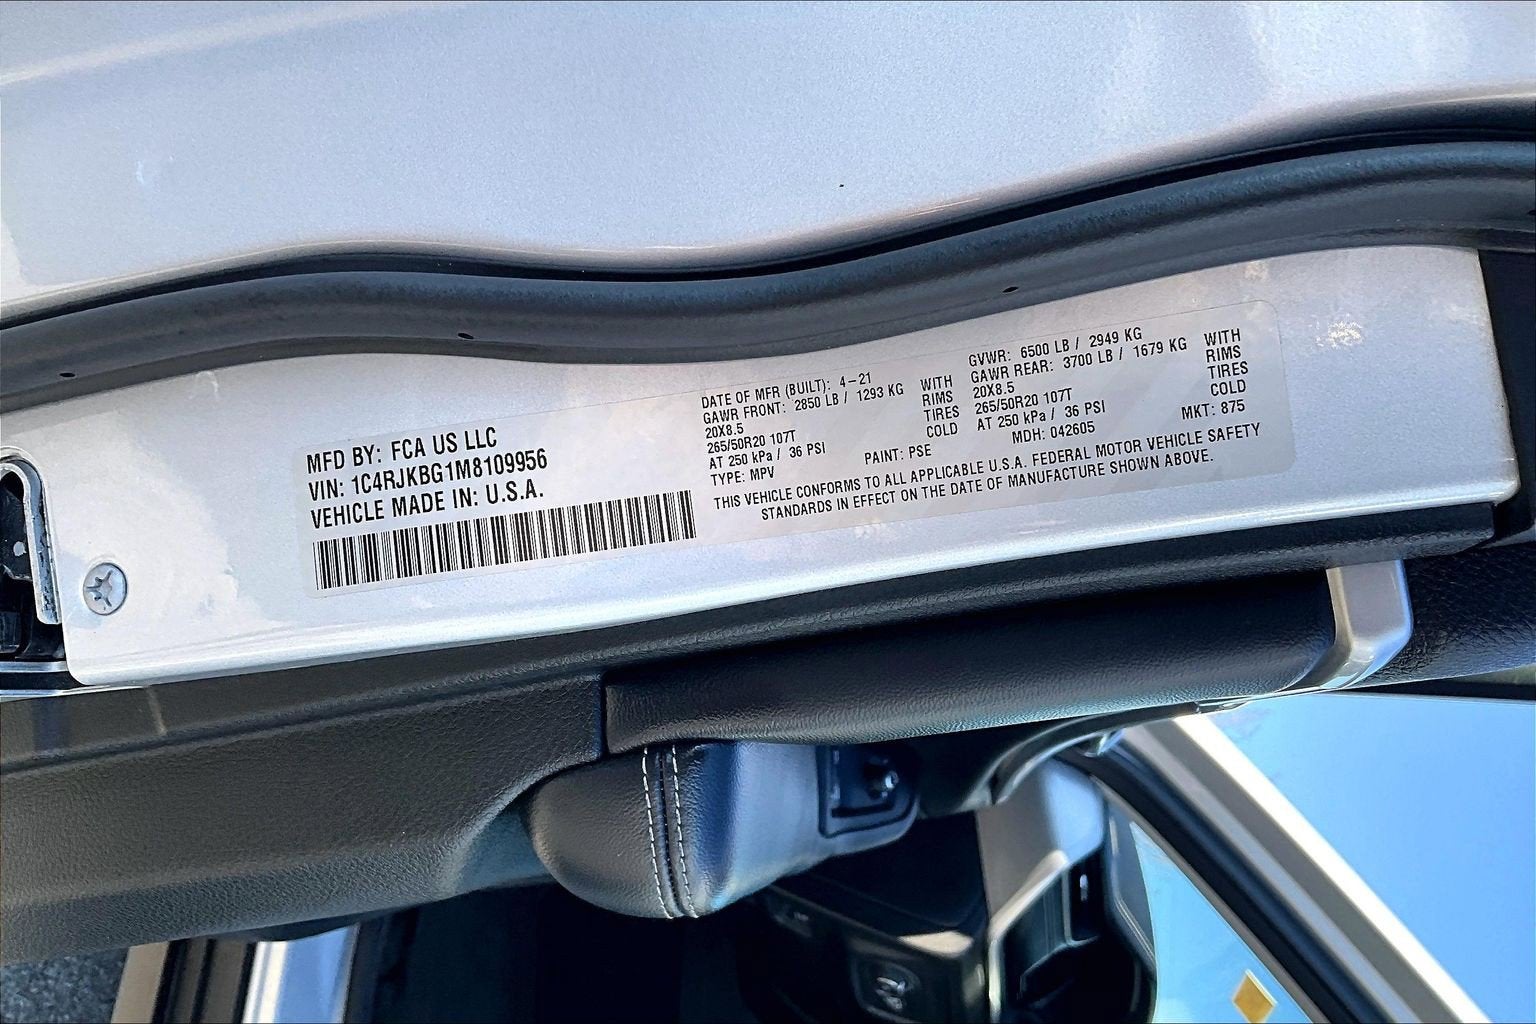 MFD BY: FCA US LLC
VIN: 1C4RJKBG1M8109956
VEHICLE MADE IN: U.S.A.
DATE OF MFR (BUILT): 4-21
GAWR FRONT: 2850 LB / 1293 KG WITH
20X8.5 RIMS
265/50R20 107T TIRES
AT 250 kPa / 36 PSI COLD
TYPE: MPV
PAINT: PSE
GVWR: 6500 LB / 2949 KG
GAWR REAR: 3700 LB / 1679 KG WITH
20X8.5 RIMS
265/50R20 107T TIRES
AT 250 kPa / 36 PSI COLD
MDH: 042605
MKT: 875
THIS VEHICLE CONFORMS TO ALL APPLICABLE U.S.A. FEDERAL MOTOR VEHICLE SAFETY
STANDARDS IN EFFECT ON THE DATE OF MANUFACTURE SHOWN ABOVE.